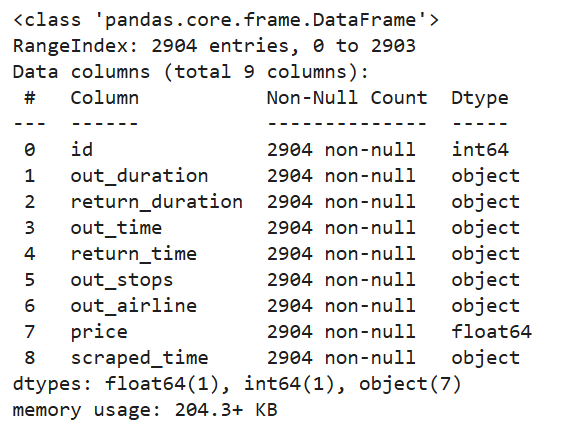 <class 'pandas.core.frame.DataFrame'>
RangeIndex: 2904 entries, 0 to 2903
Data columns (total 9 columns):
 #   Column           Non-Null Count  Dtype
---  ------           --------------  -----
 0   id               2904 non-null   int64
 1   out_duration     2904 non-null   object
 2   return_duration  2904 non-null   object
 3   out_time         2904 non-null   object
 4   return_time      2904 non-null   object
 5   out_stops        2904 non-null   object
 6   out_airline      2904 non-null   object
 7   price            2904 non-null   float64
 8   scraped_time     2904 non-null   object
dtypes: float64(1), int64(1), object(7)
memory usage: 204.3+ KB